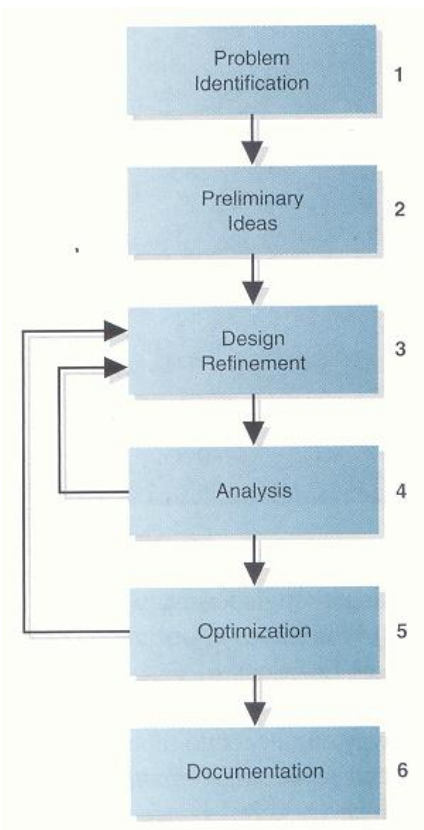 Problem
Identification
1
Preliminary
Ideas
2
Design
Refinement
3
Analysis
4
Optimization
5
Documentation
6